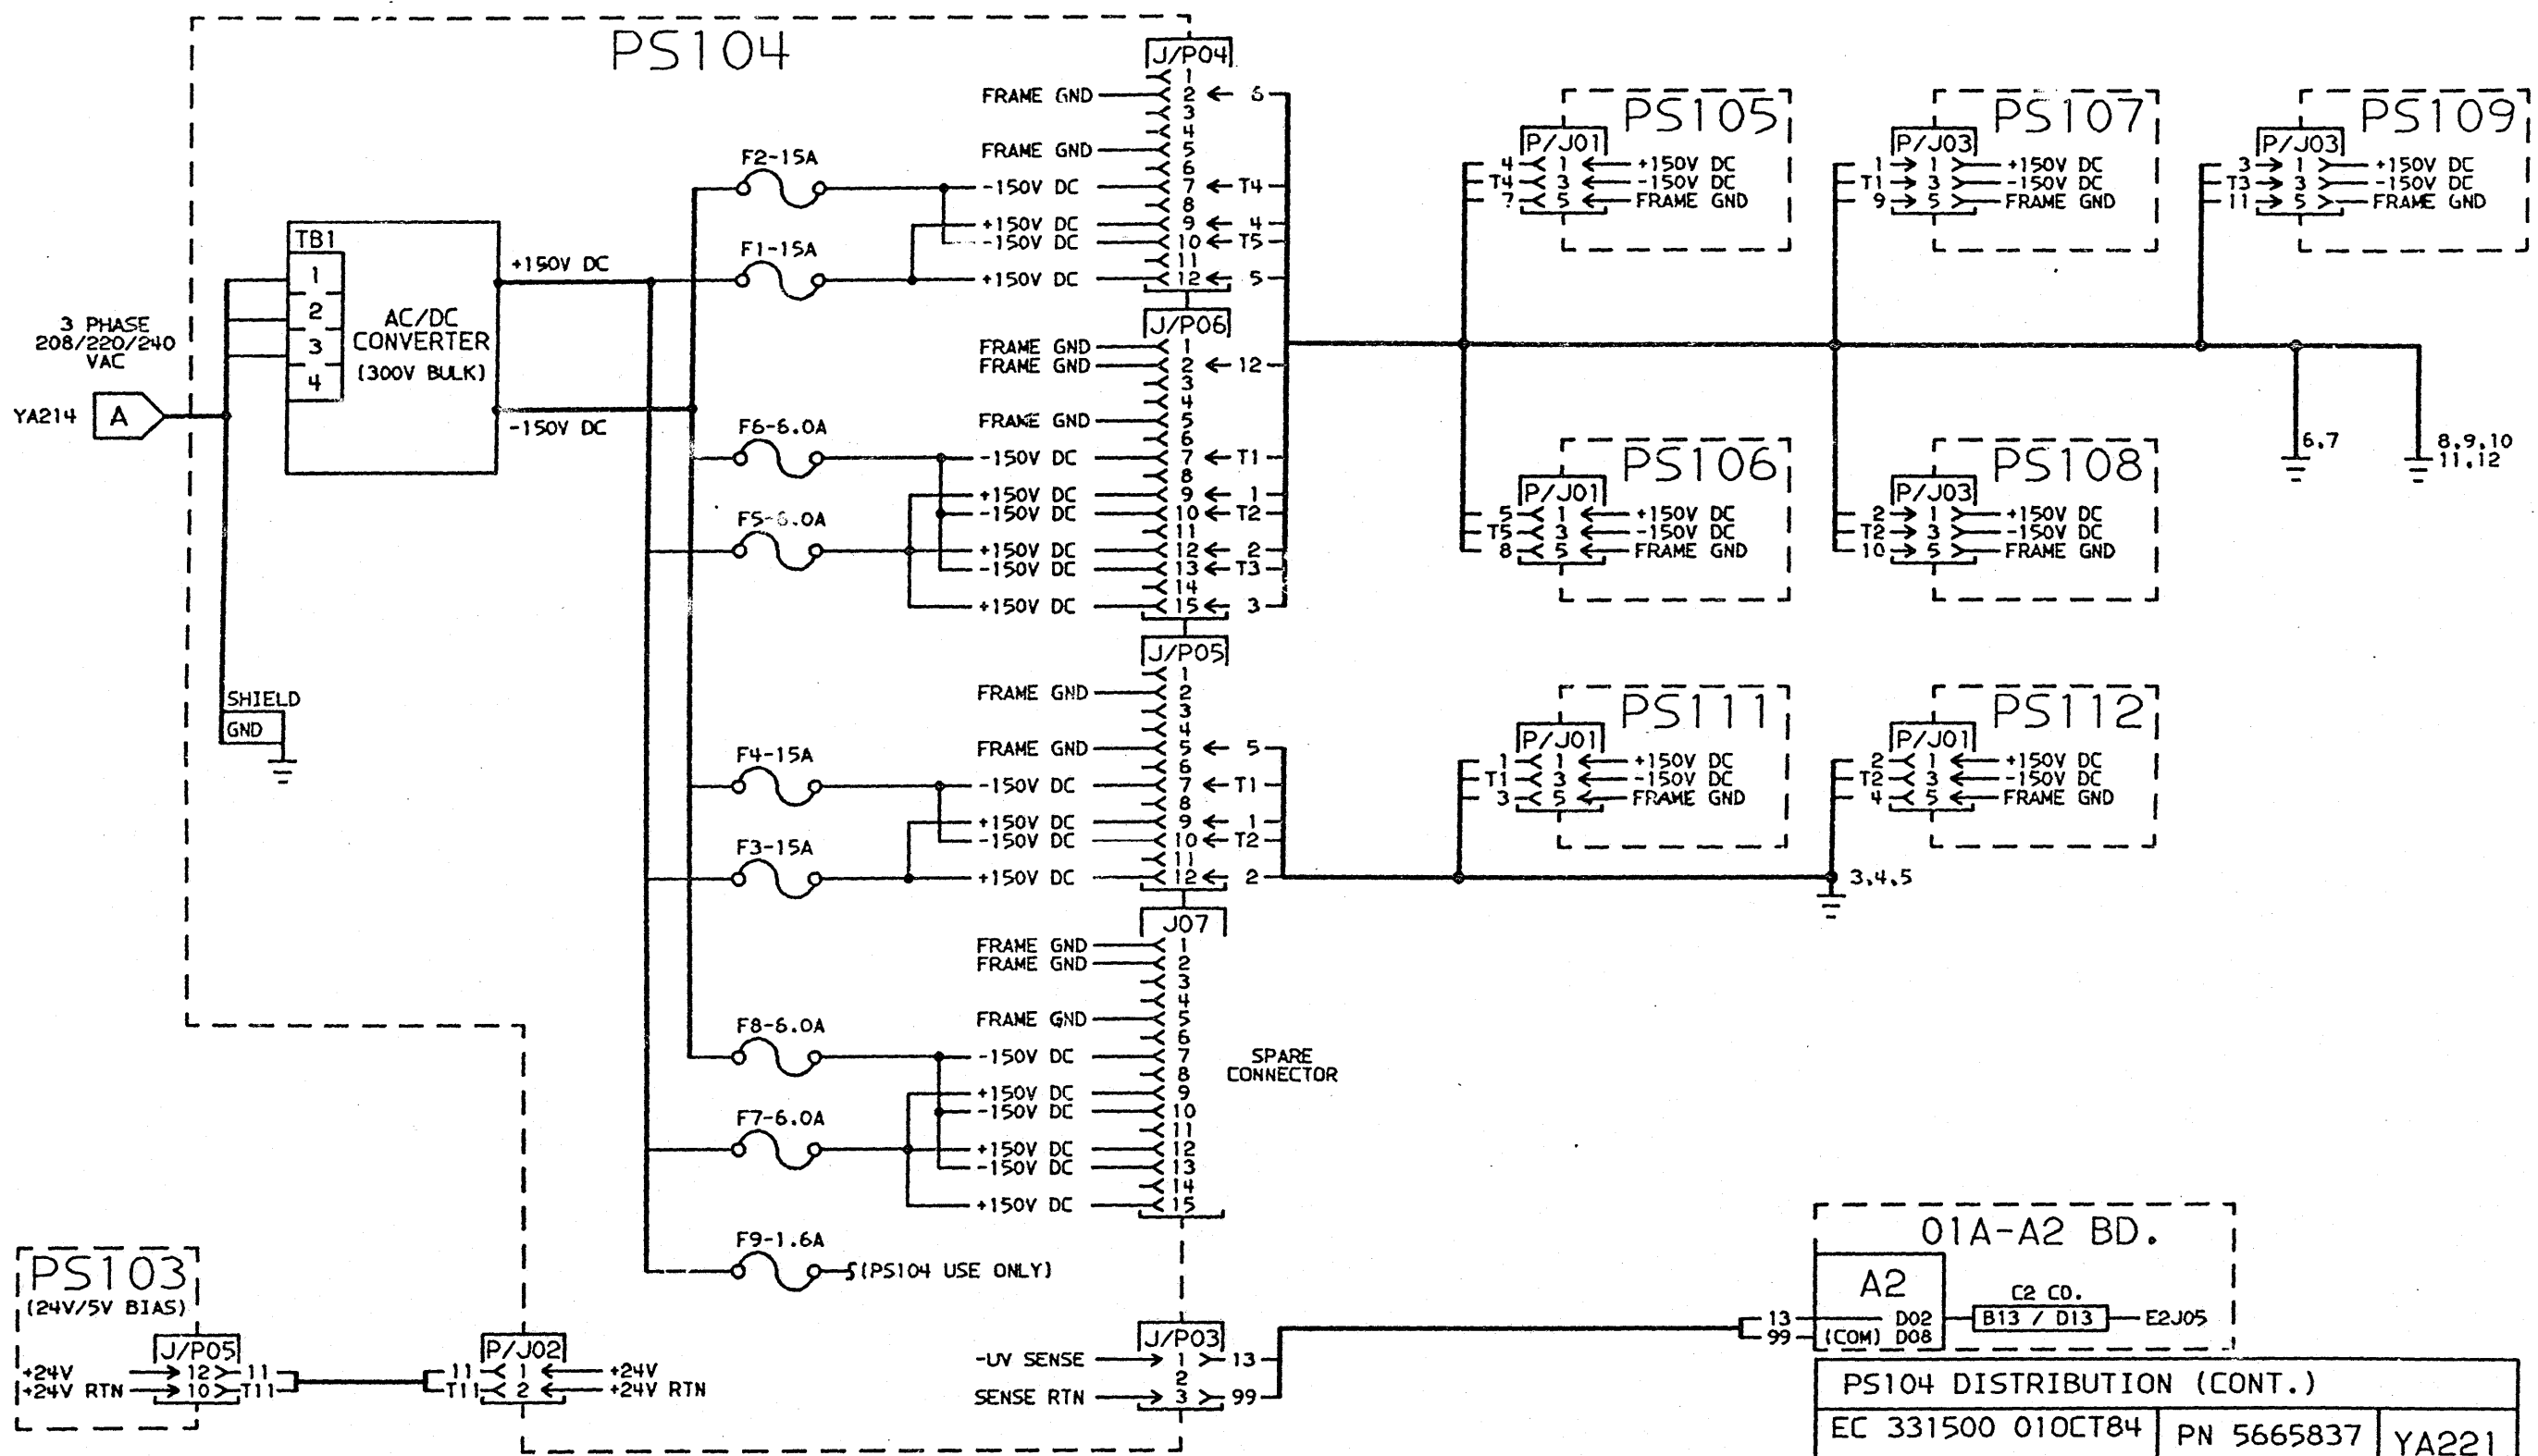 PS104
3 PHASE
208/220/240
VAC
YA214
A
TB1
1
2
3
4
AC/DC
CONVERTER
(300V BULK)
+150V DC
-150V DC
SHIELD
GND
F2-15A
F1-15A
F6-6.0A
F5-6.0A
F4-15A
F3-15A
F8-6.0A
F7-6.0A
F9-1.6A
(PS104 USE ONLY)
J/P04
1
FRAME GND 2 6
3
4
FRAME GND 5
6
-150V DC 7 T4
8
+150V DC 9 4
-150V DC 10 T5
11
+150V DC 12 5
J/P06
FRAME GND 1
FRAME GND 2 12
3
4
FRAME GND 5
6
-150V DC 7 T1
8
+150V DC 9 1
-150V DC 10 T2
11
+150V DC 12 2
-150V DC 13 T3
14
+150V DC 15 3
J/P05
1
FRAME GND 2
3
4
FRAME GND 5 5
6
-150V DC 7 T1
8
+150V DC 9 1
-150V DC 10 T2
11
+150V DC 12 2
J07
FRAME GND 1
FRAME GND 2
3
4
FRAME GND 5
6
-150V DC 7
8
+150V DC 9
-150V DC 10
11
+150V DC 12
-150V DC 13
14
+150V DC 15
SPARE
CONNECTOR
J/P03
-UV SENSE 1 13
2
SENSE RTN 3 99
PS105
P/J01
4 1 +150V DC
T4 3 -150V DC
7 5 FRAME GND
PS107
P/J03
1 1 +150V DC
T1 3 -150V DC
9 5 FRAME GND
PS109
P/J03
3 1 +150V DC
T3 3 -150V DC
11 5 FRAME GND
PS106
P/J01
5 1 +150V DC
T5 3 -150V DC
8 5 FRAME GND
PS108
P/J03
2 1 +150V DC
T2 3 -150V DC
10 5 FRAME GND
6,7
8,9,10
11,12
PS111
P/J01
1 1 +150V DC
T1 3 -150V DC
3 5 FRAME GND
PS112
P/J01
2 1 +150V DC
T2 3 -150V DC
4 5 FRAME GND
3,4,5
PS103
(24V/5V BIAS)
J/P05
+24V 12 11
+24V RTN 10 T11
P/J02
11 1 +24V
T11 2 +24V RTN
01A-A2 BD.
A2
C2 CD.
13 D02 B13 / D13 E2J05
99 (COM) D08
PS104 DISTRIBUTION (CONT.)
EC 331500 01OCT84 PN 5665837 YA221